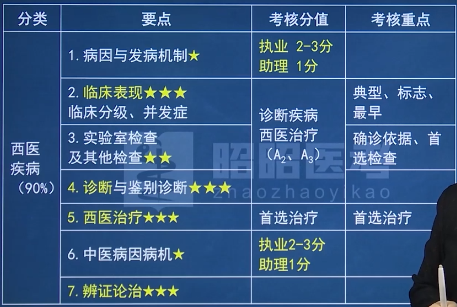 分类 要点 考核分值 考核重点
西医
疾病
(90%)
1. 病因与发病机制★
执业 2-3分
助理 1分
2. 临床表现★★★
临床分级、并发症
典型、标志、
最早
3. 实验室检查
及其他检查★★
诊断疾病
西医治疗
(A₂、A₃)
确诊依据、首
选检查
4. 诊断与鉴别诊断★★★
5. 西医治疗★★★ 首选治疗 首选治疗
6. 中医病因病机★
执业2-3分
助理1分
7. 辨证论治★★★
昭昭医考
zhaozhaoyikao